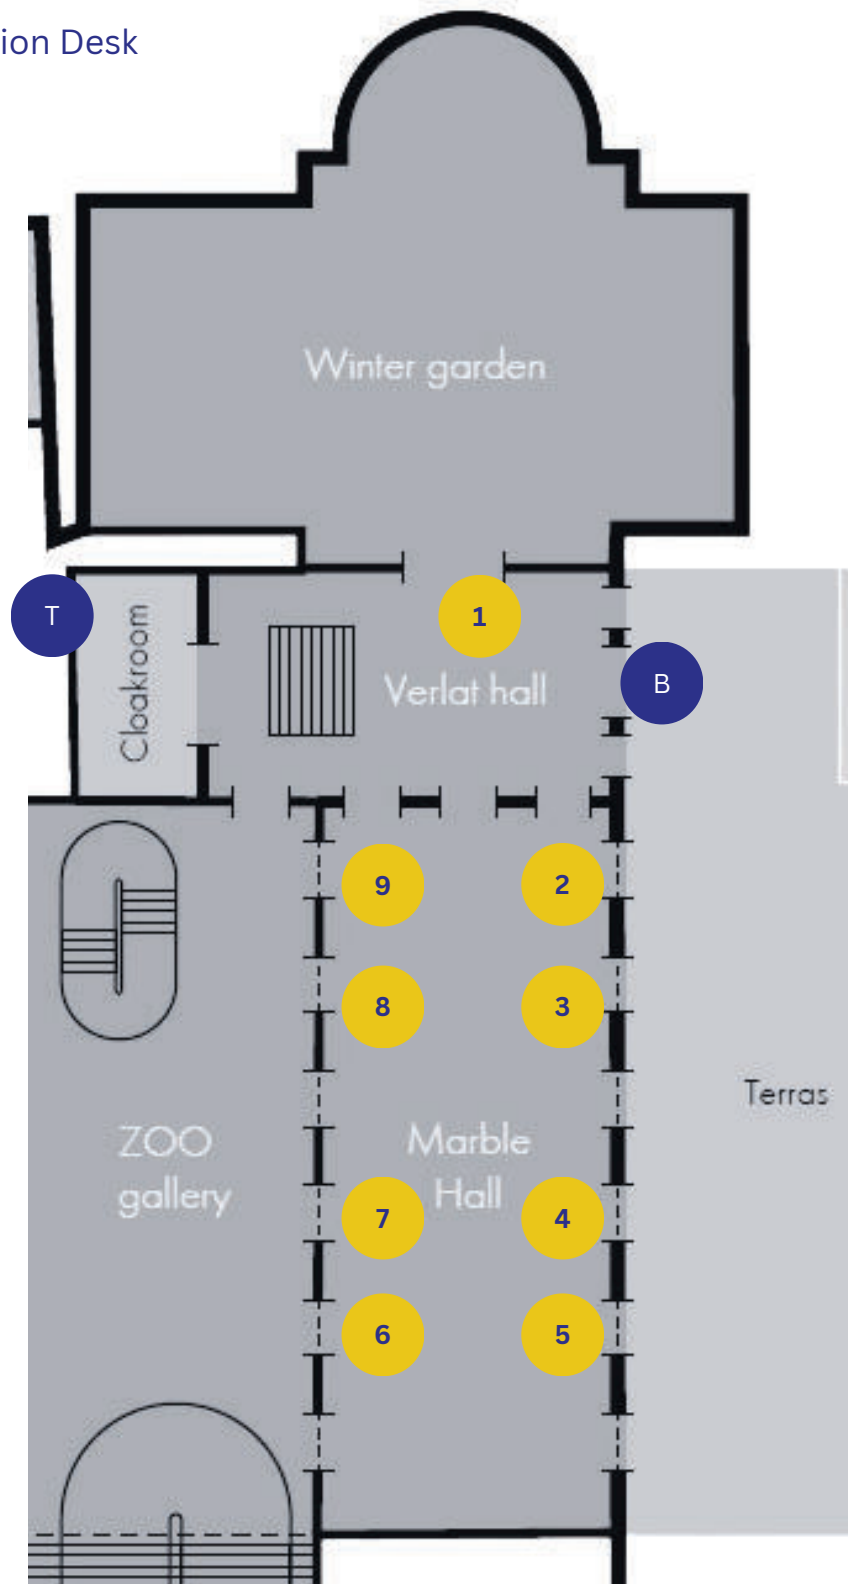 ion Desk
Winter garden
T
Cloakroom
1
Verlat hall
B
9
2
8
3
Terras
ZOO
gallery
Marble
Hall
7
4
6
5